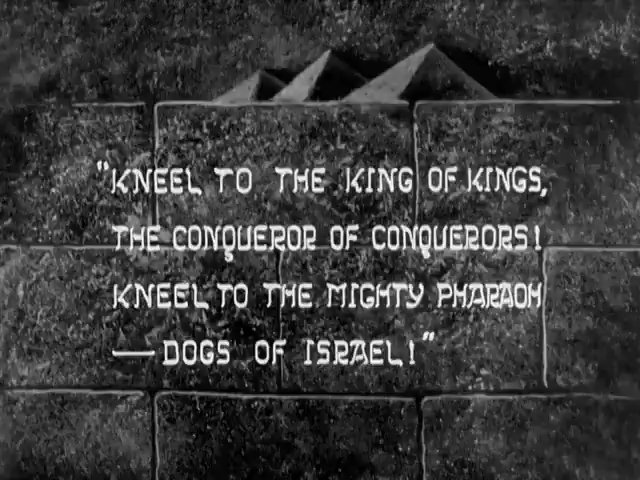 "KNEEL TO THE KING OF KINGS,
THE CONQUEROR OF CONQUERORS!
KNEEL TO THE MIGHTY PHARAOH
— DOGS OF ISRAEL!"